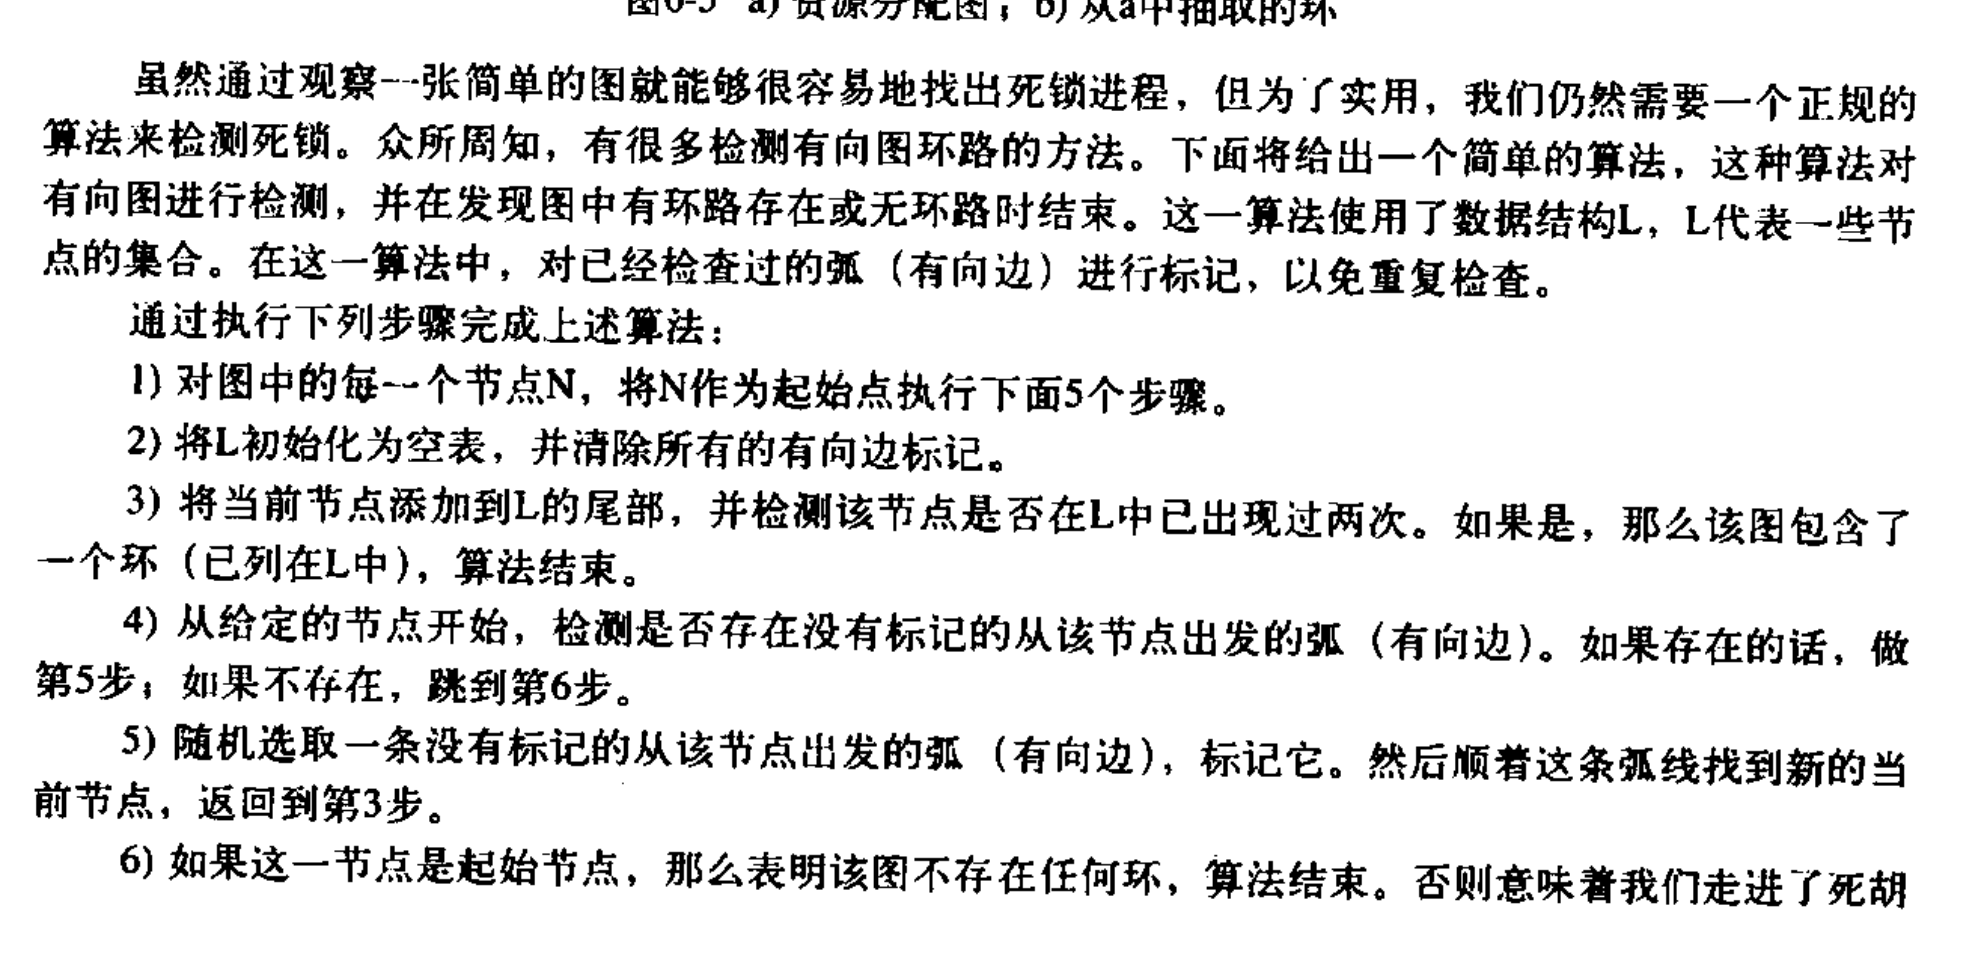 图6-5 a) 资源分配图；b) 从a中抽取的环
虽然通过观察一张简单的图就能够很容易地找出死锁进程，但为了实用，我们仍然需要一个正规的
算法来检测死锁。众所周知，有很多检测有向图环路的方法。下面将给出一个简单的算法，这种算法对
有向图进行检测，并在发现图中有环路存在或无环路时结束。这一算法使用了数据结构L，L代表一些节
点的集合。在这一算法中，对已经检查过的弧（有向边）进行标记，以免重复检查。
通过执行下列步骤完成上述算法：
1) 对图中的每一个节点N，将N作为起始点执行下面5个步骤。
2) 将L初始化为空表，并清除所有的有向边标记。
3) 将当前节点添加到L的尾部，并检测该节点是否在L中已出现过两次。如果是，那么该图包含了
一个环（已列在L中），算法结束。
4) 从给定的节点开始，检测是否存在没有标记的从该节点出发的弧（有向边）。如果存在的话，做
第5步；如果不存在，跳到第6步。
5) 随机选取一条没有标记的从该节点出发的弧（有向边），标记它。然后顺着这条弧线找到新的当
前节点，返回到第3步。
6) 如果这一节点是起始节点，那么表明该图不存在任何环，算法结束。否则意味着我们走进了死胡